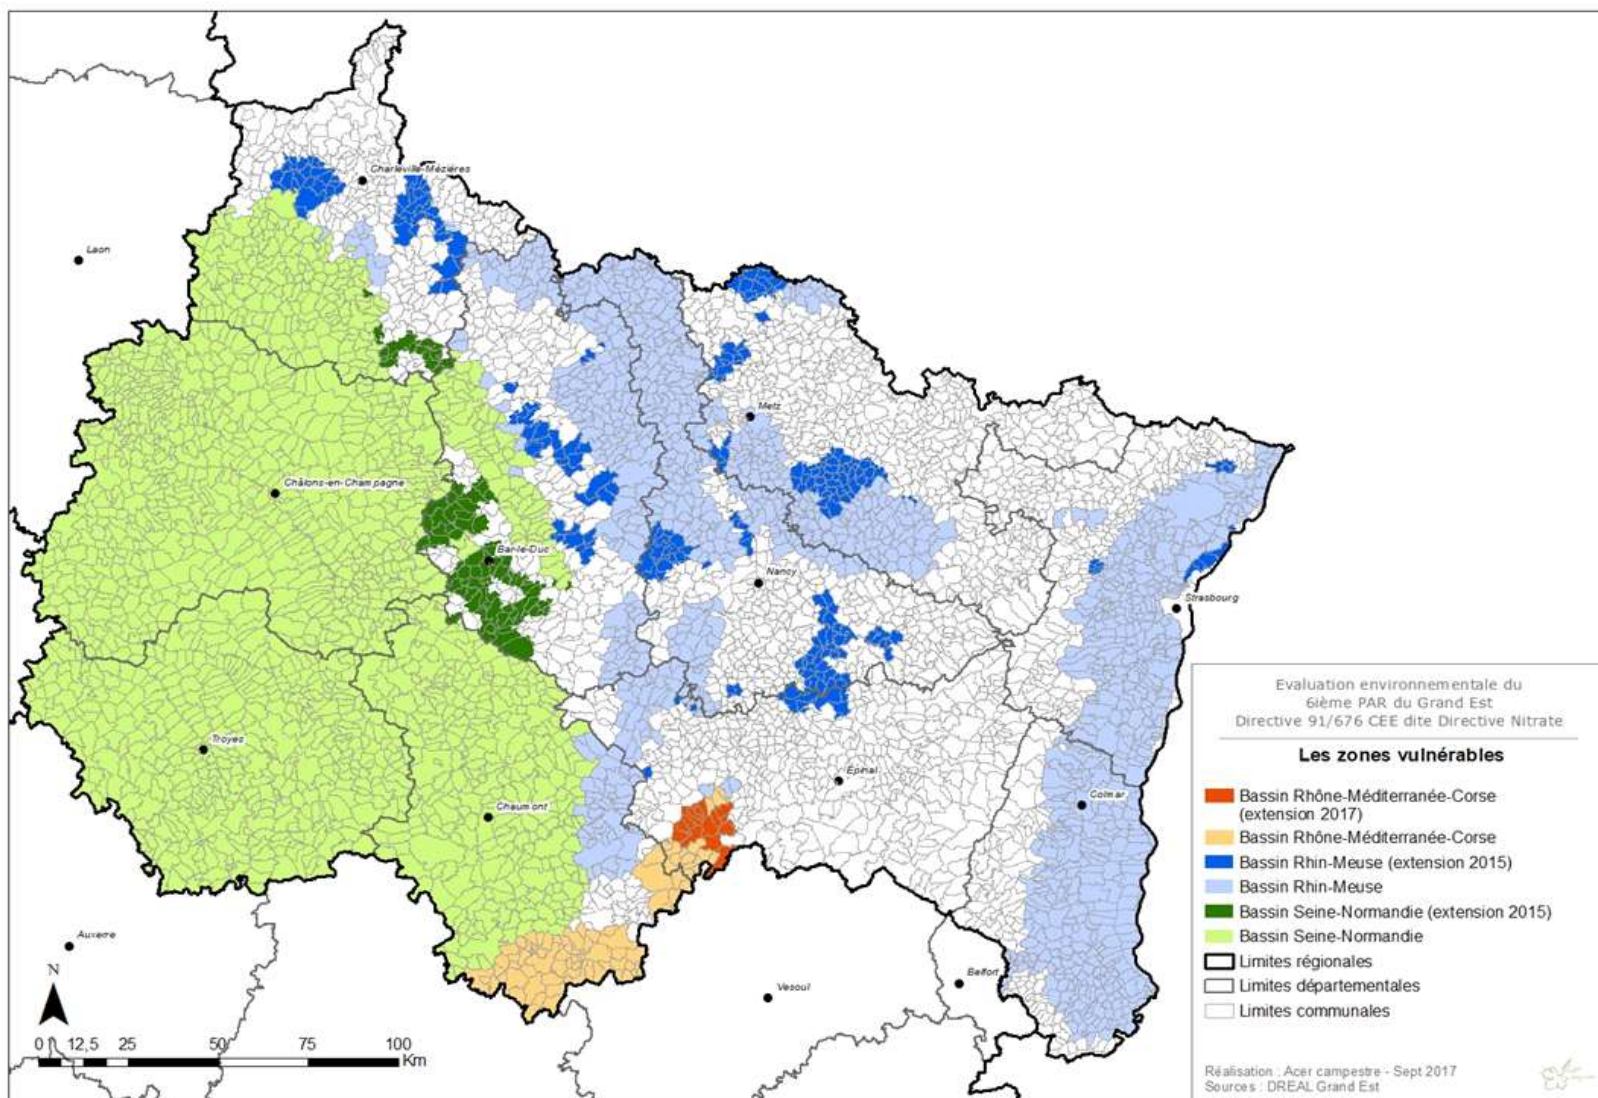 Charleville-Mézières
Laon
Metz
Châlons-en-Champagne
Bar-le-Duc
Nancy
Strasbourg
Troyes
Chaumont
Epinal
Colmar
Auxerre
Vesoul
Belfort
N
0 12,5 25 50 75 100
Km
Evaluation environnementale du
6ième PAR du Grand Est
Directive 91/676 CEE dite Directive Nitrate
Les zones vulnérables
Bassin Rhône-Méditerranée-Corse
(extension 2017)
Bassin Rhône-Méditerranée-Corse
Bassin Rhin-Meuse (extension 2015)
Bassin Rhin-Meuse
Bassin Seine-Normandie (extension 2015)
Bassin Seine-Normandie
Limites régionales
Limites départementales
Limites communales
Réalisation : Acer campestre - Sept 2017
Sources : DREAL Grand Est